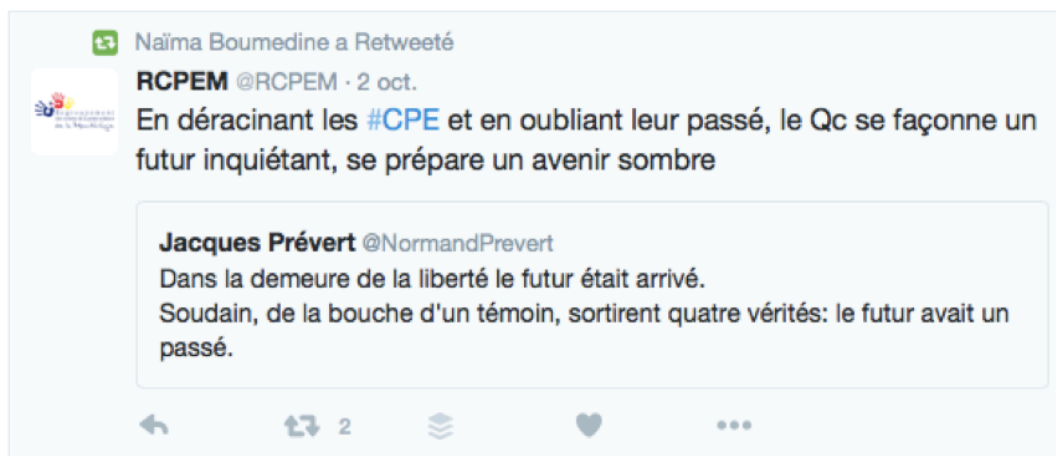 Naïma Boumedine a Retweeté
RCPEM @RCPEM · 2 oct.
En déracinant les #CPE et en oubliant leur passé, le Qc se façonne un
futur inquiétant, se prépare un avenir sombre
Jacques Prévert @NormandPrevert
Dans la demeure de la liberté le futur était arrivé.
Soudain, de la bouche d'un témoin, sortirent quatre vérités: le futur avait un
passé.
2